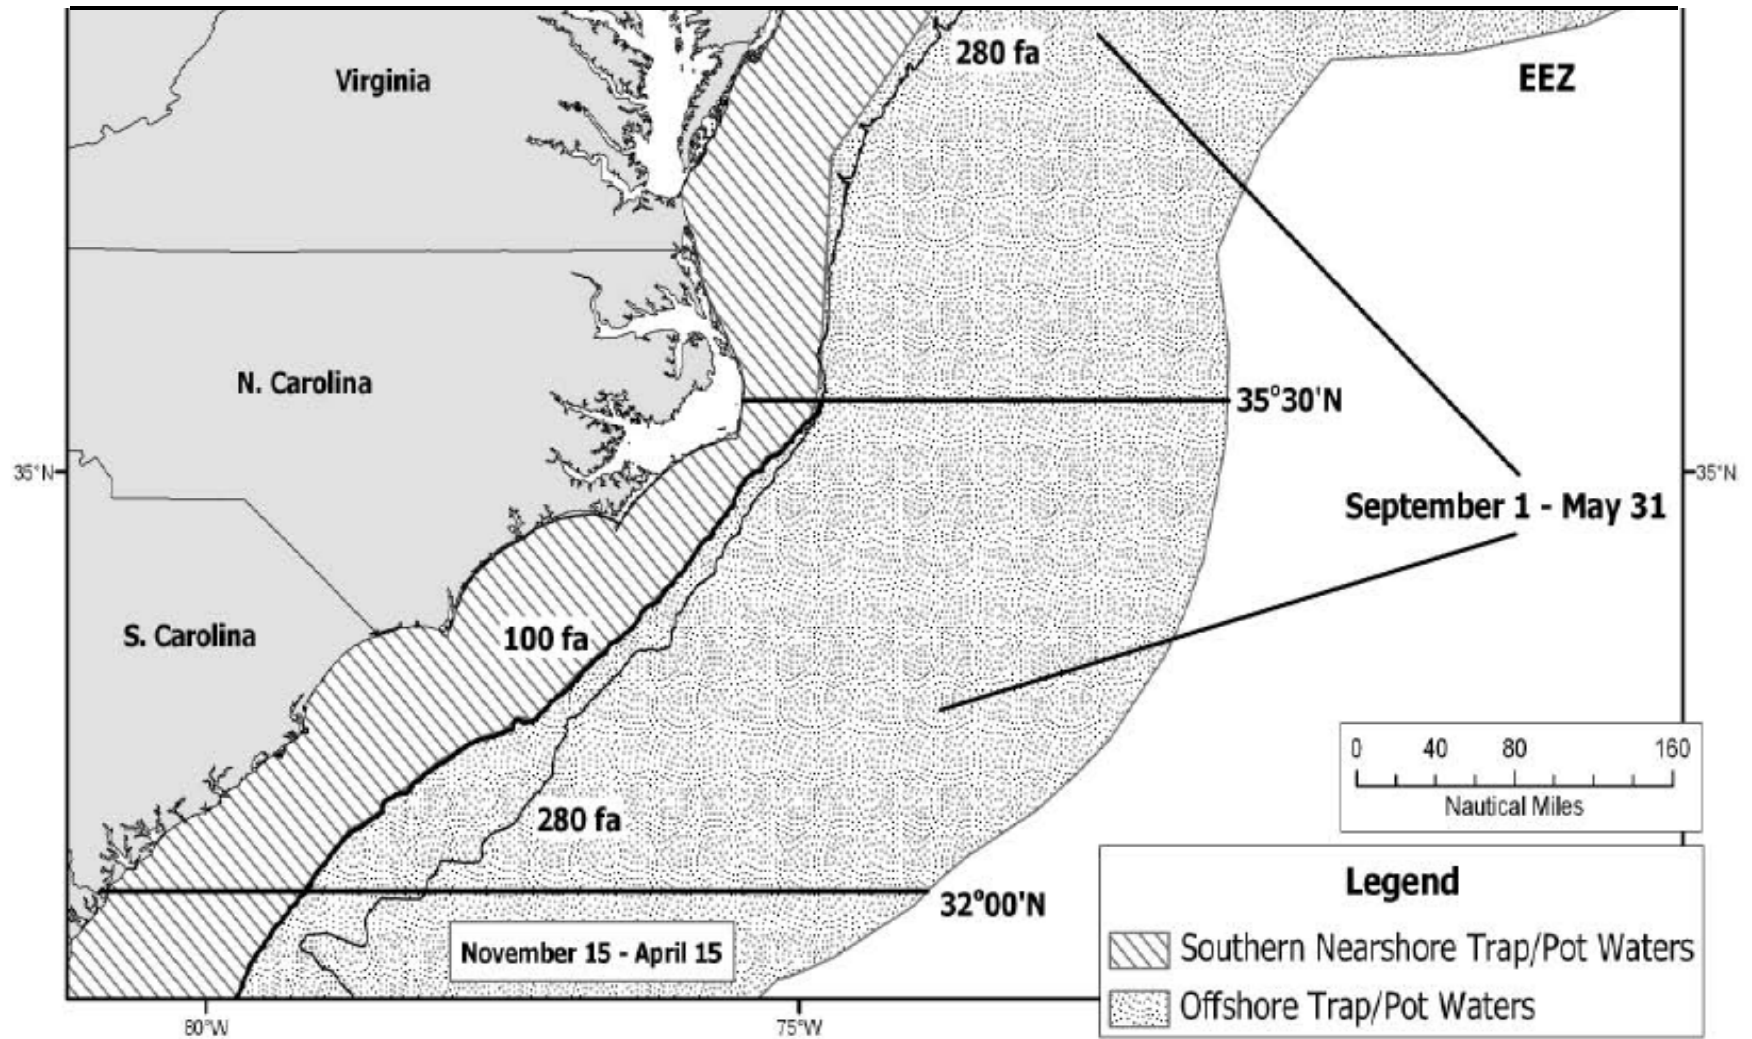 280 fa
Virginia
EEZ
N. Carolina
35°30'N
35°N
35°N
September 1 - May 31
S. Carolina
100 fa
0 40 80 160
Nautical Miles
280 fa
Legend
32°00'N
Southern Nearshore Trap/Pot Waters
November 15 - April 15
Offshore Trap/Pot Waters
80°W
75°W